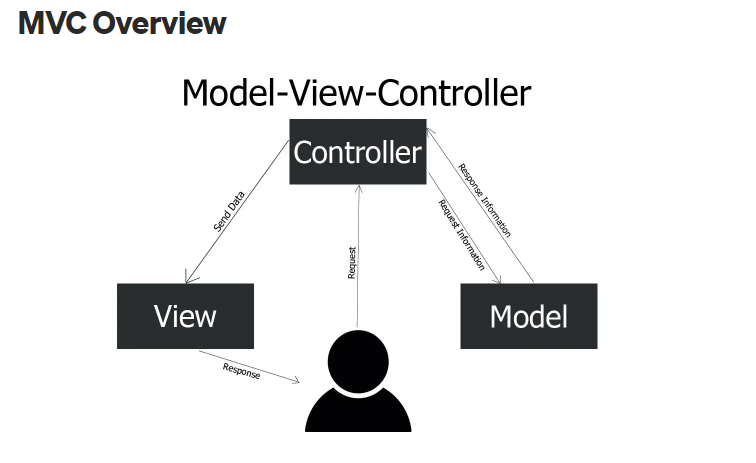 MVC Overview
Model-View-Controller
Controller
Send Data
Request
Request Information
Response Information
View
Model
Response